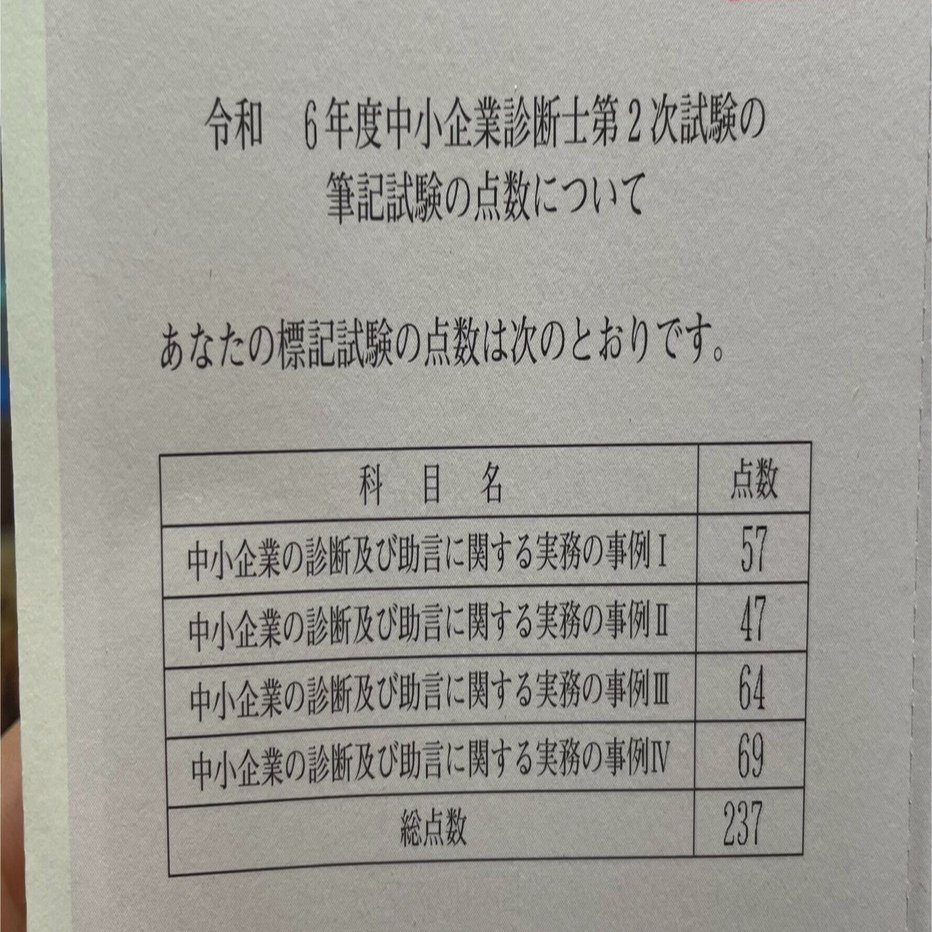 令和　6年度中小企業診断士第2次試験の
筆記試験の点数について
あなたの標記試験の点数は次のとおりです。
科　目　名　点数
中小企業の診断及び助言に関する実務の事例Ⅰ　57
中小企業の診断及び助言に関する実務の事例Ⅱ　47
中小企業の診断及び助言に関する実務の事例Ⅲ　64
中小企業の診断及び助言に関する実務の事例Ⅳ　69
総点数　237